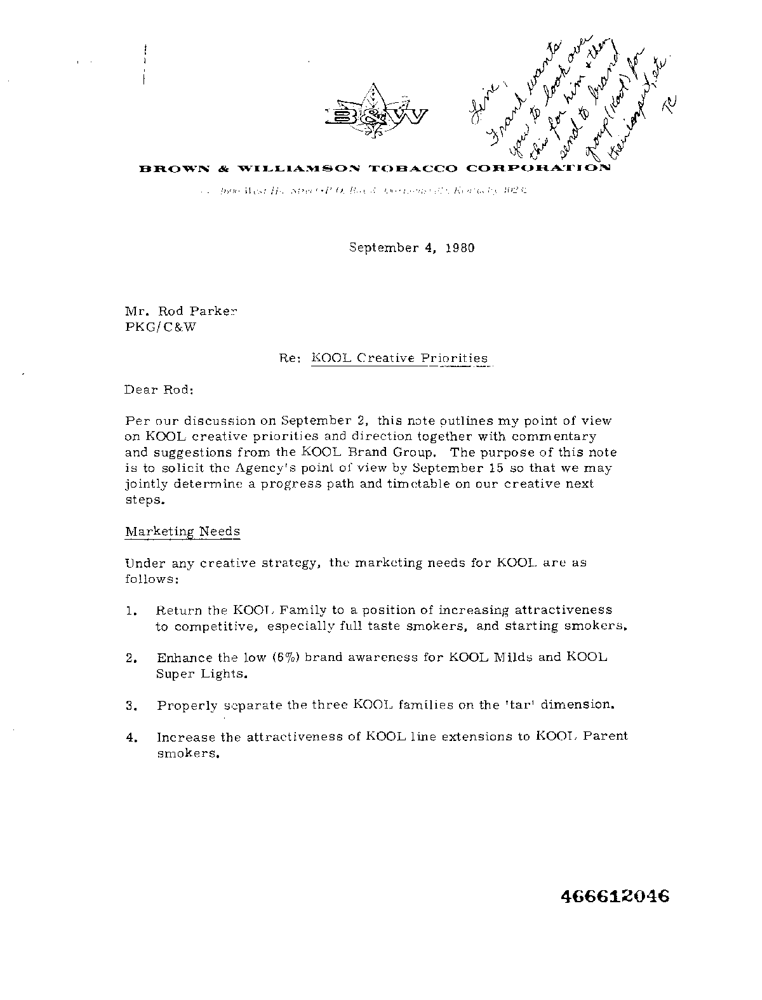 Frank wants
you to look over
this for him & then
send to brand
group (Kool) for
their input, etc.
TC
B&W
BROWN & WILLIAMSON TOBACCO CORPORATION
1600 West Hill Street P.O. Box Kentucky
September 4, 1980
Mr. Rod Parker
PKG/C&W
Re: KOOL Creative Priorities
Dear Rod:
Per our discussion on September 2, this note outlines my point of view
on KOOL creative priorities and direction together with commentary
and suggestions from the KOOL Brand Group. The purpose of this note
is to solicit the Agency's point of view by September 15 so that we may
jointly determine a progress path and timetable on our creative next
steps.
Marketing Needs
Under any creative strategy, the marketing needs for KOOL are as
follows:
1. Return the KOOL Family to a position of increasing attractiveness
to competitive, especially full taste smokers, and starting smokers.
2. Enhance the low (6%) brand awareness for KOOL Milds and KOOL
Super Lights.
3. Properly separate the three KOOL families on the 'tar' dimension.
4. Increase the attractiveness of KOOL line extensions to KOOL Parent
smokers.
466612046